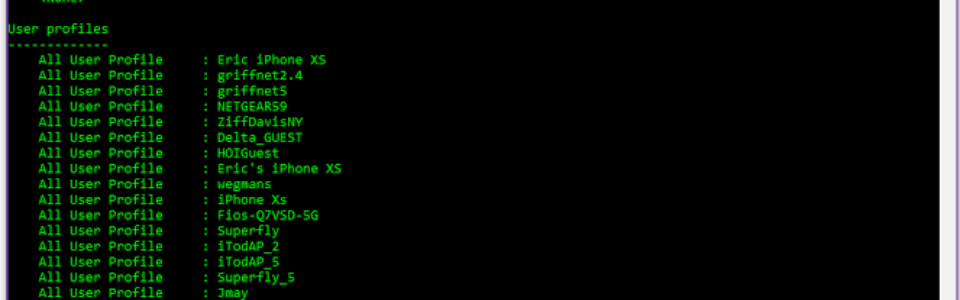 User profiles
-------------
All User Profile : Eric iPhone XS
All User Profile : griffnet2.4
All User Profile : griffnet5
All User Profile : NETGEAR59
All User Profile : ZiffDavisNY
All User Profile : Delta_GUEST
All User Profile : HOIGuest
All User Profile : Eric's iPhone XS
All User Profile : wegmans
All User Profile : iPhone Xs
All User Profile : Fios-Q7VSD-5G
All User Profile : Superfly
All User Profile : iTodAP_2
All User Profile : iTodAP_5
All User Profile : Superfly_5
All User Profile : Jmay